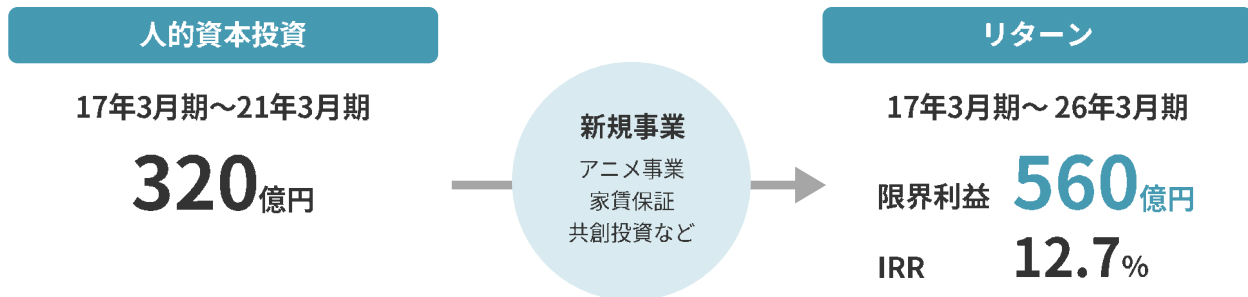 人的資本投資
17年3月期～21年3月期
320億円
新規事業
アニメ事業
家賃保証
共創投資など
リターン
17年3月期～ 26年3月期
限界利益 560億円
IRR 12.7%